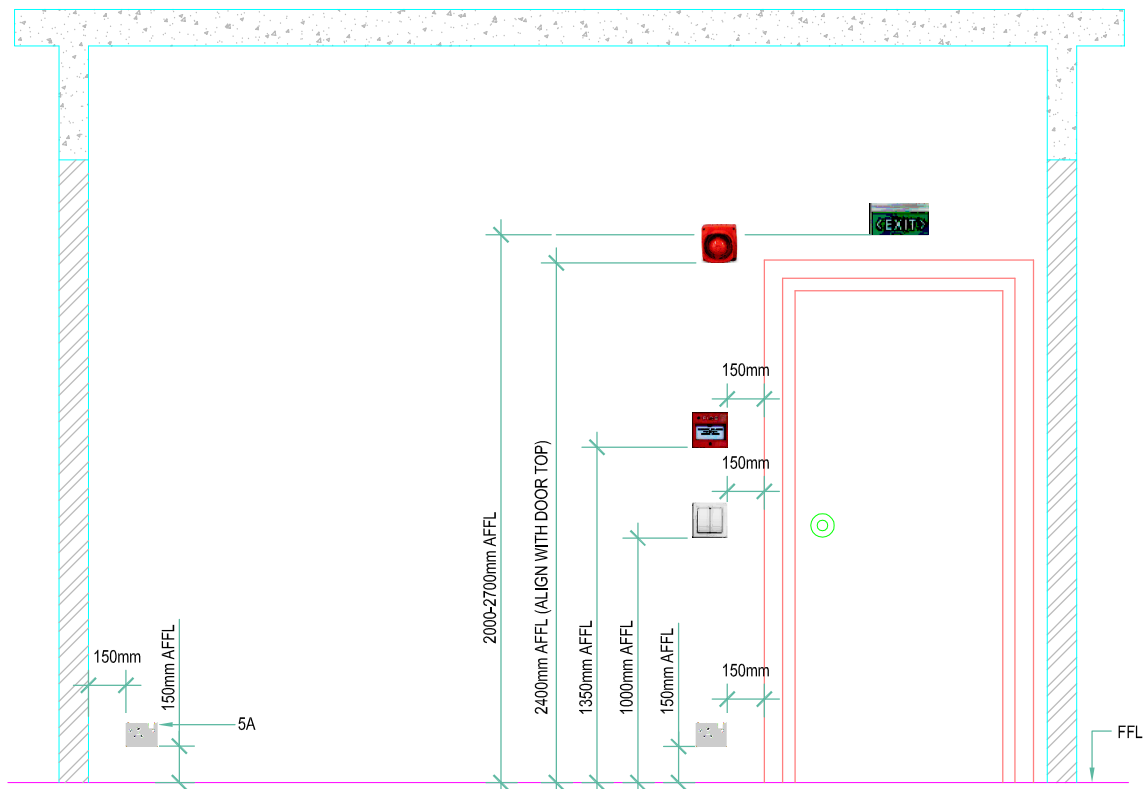 <EXIT>
150mm
150mm
2000-2700mm AFFL
2400mm AFFL (ALIGN WITH DOOR TOP)
1350mm AFFL
1000mm AFFL
150mm AFFL
150mm
150mm AFFL
150mm
5A
FFL